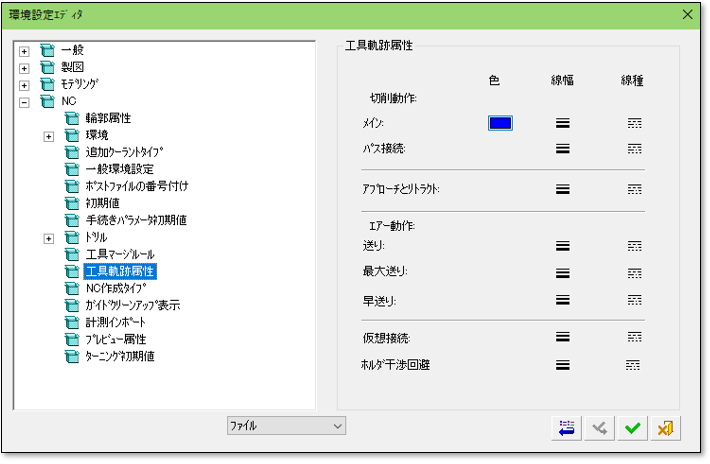 環境設定ｴﾃﾞｨﾀ
一般
製図
ﾓﾃﾞﾘﾝｸﾞ
NC
輪郭属性
環境
追加ｸｰﾗﾝﾄﾀｲﾌﾟ
一般環境設定
ﾎﾟｽﾄﾌｧｲﾙの番号付け
初期値
手続きﾊﾟﾗﾒｰﾀ初期値
ﾄﾞﾘﾙ
工具ﾏｰｼﾞﾙｰﾙ
工具軌跡属性
NC作成ﾀｲﾌﾟ
ｶﾞｲﾄﾞｸﾘｰﾝｱｯﾌﾟ表示
計測ｲﾝﾎﾟｰﾄ
ﾌﾟﾚﾋﾞｭｰ属性
ﾀｰﾆﾝｸﾞ初期値
工具軌跡属性
色 線幅 線種
切削動作:
ﾒｲﾝ:
ﾊﾟｽ接続:
ｱﾌﾟﾛｰﾁとﾘﾄﾗｸﾄ:
ｴｱｰ動作:
送り:
最大送り:
早送り:
仮想接続:
ﾎﾙﾀﾞ干渉回避
ﾌｧｲﾙ